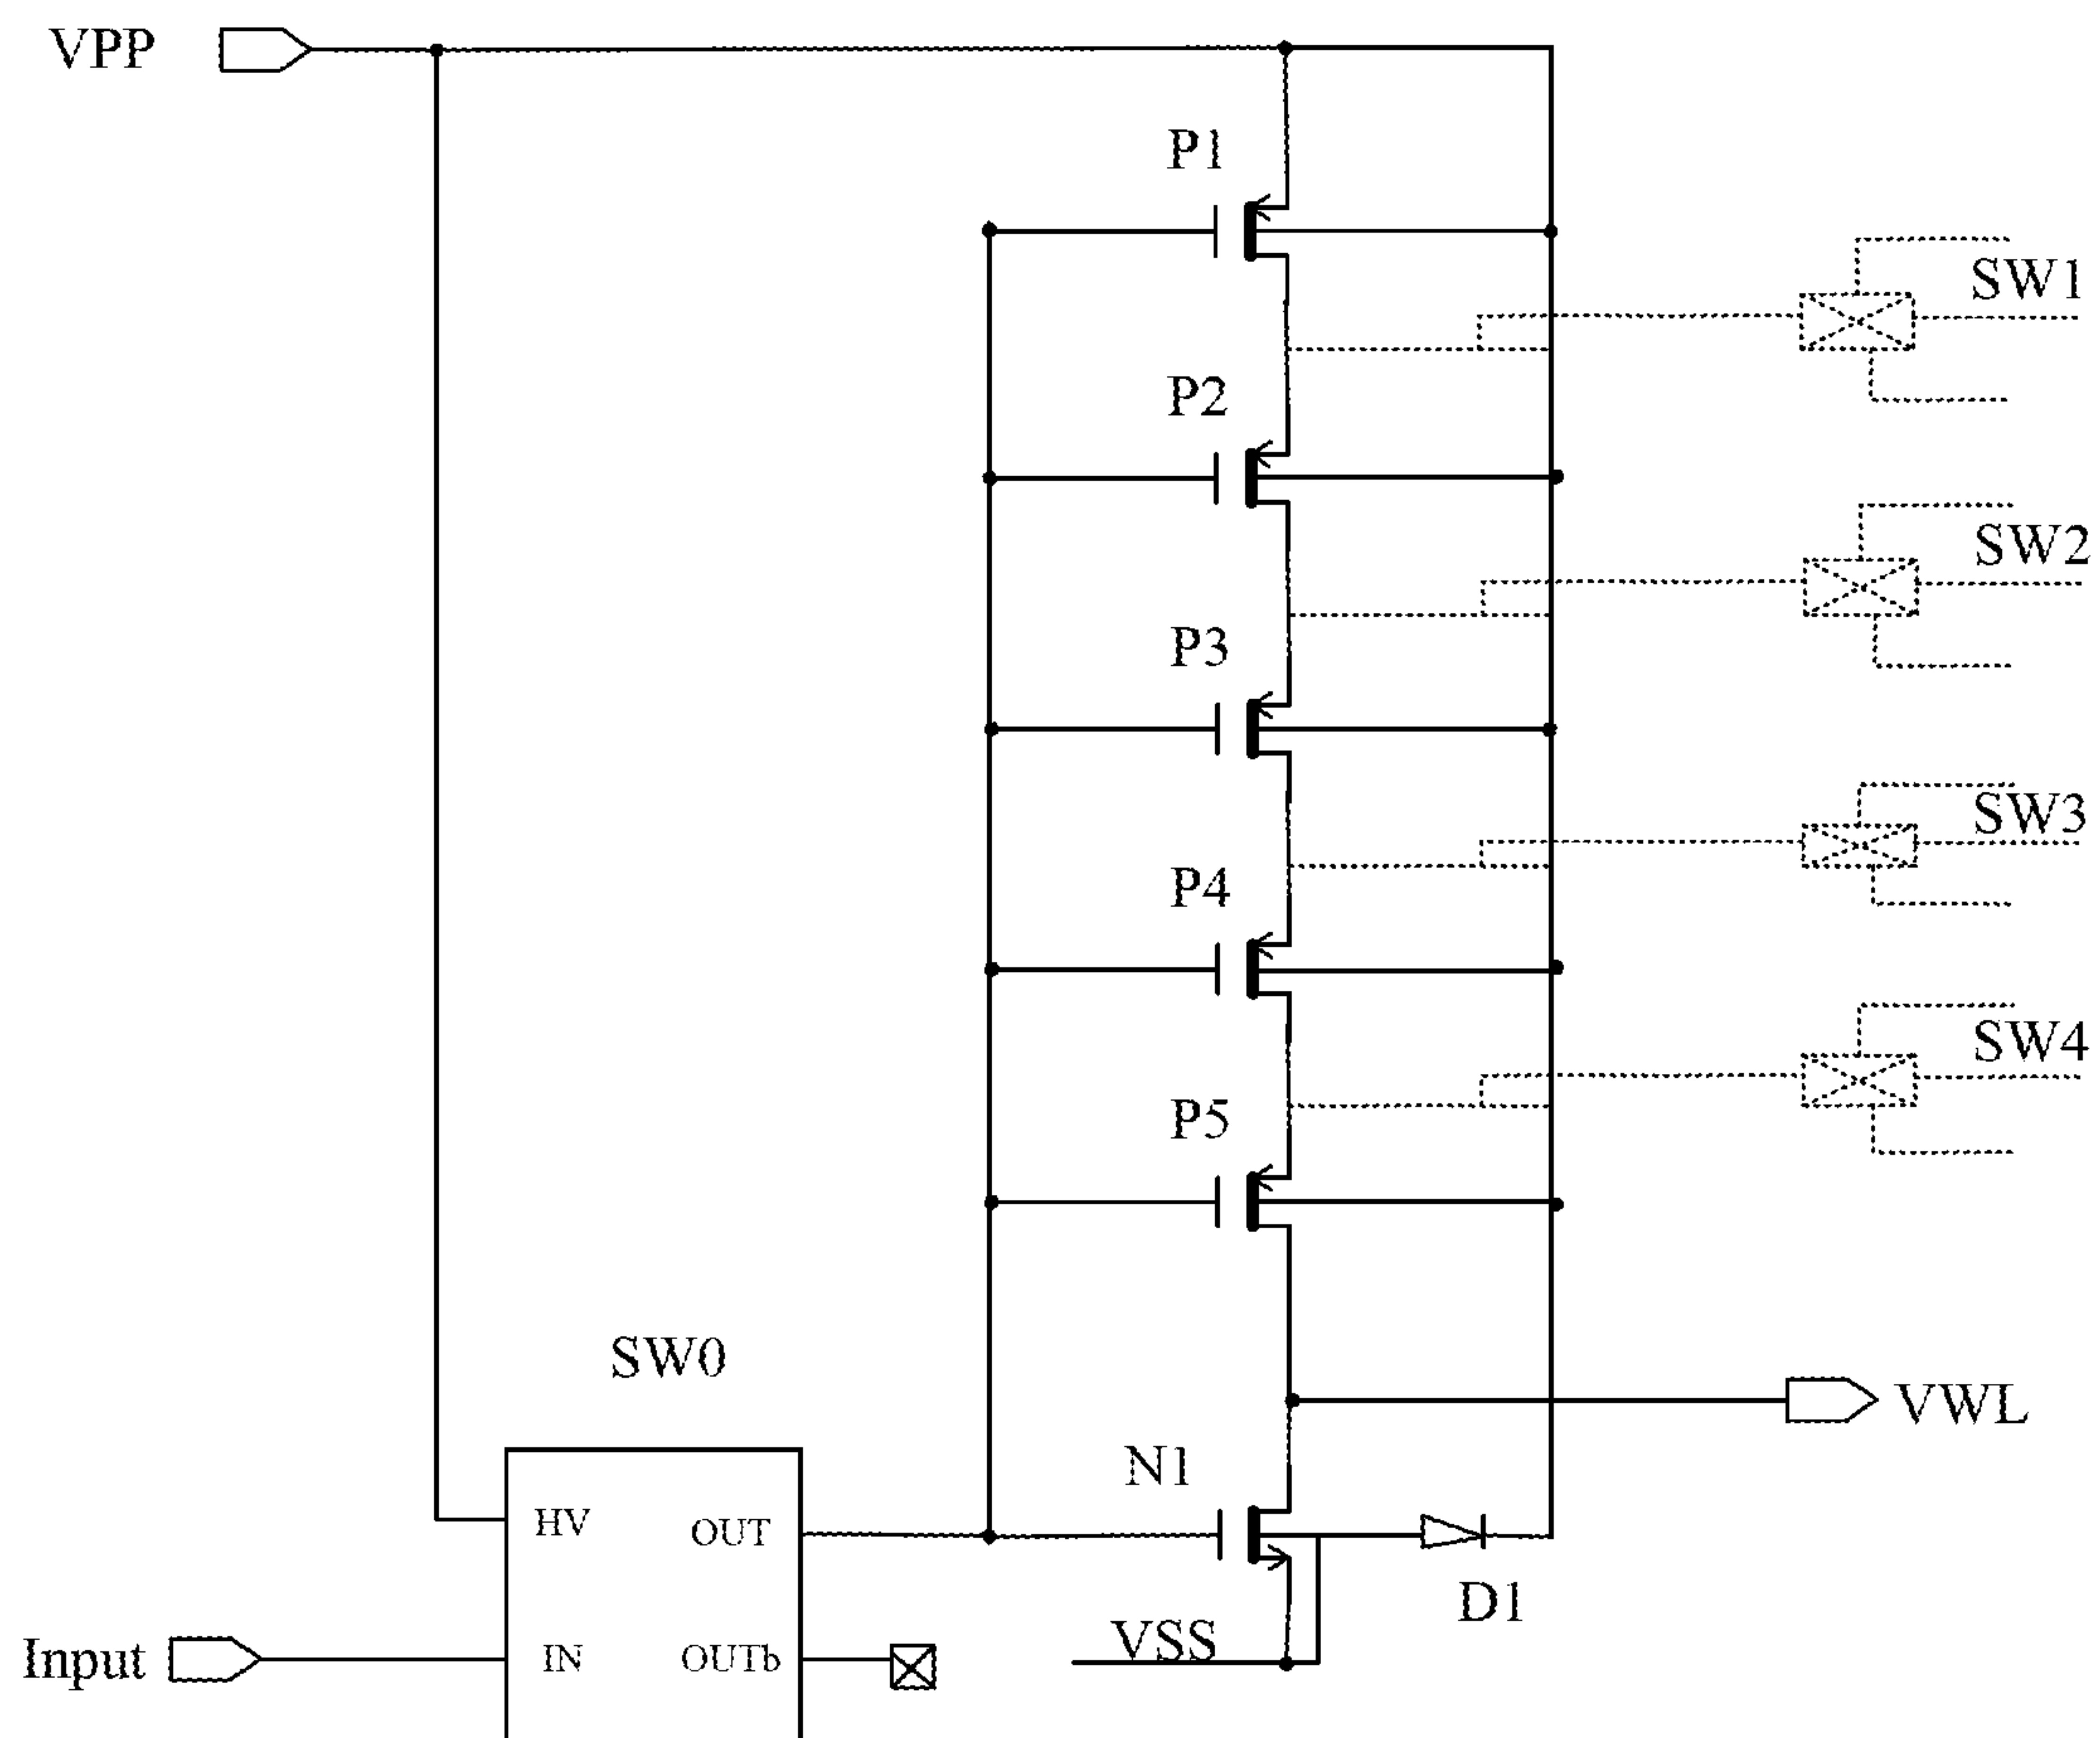 VPP
P1
SW1
P2
SW2
P3
SW3
P4
SW4
P5
SW0
VWL
N1
HV
OUT
D1
VSS
Input
IN
OUTb